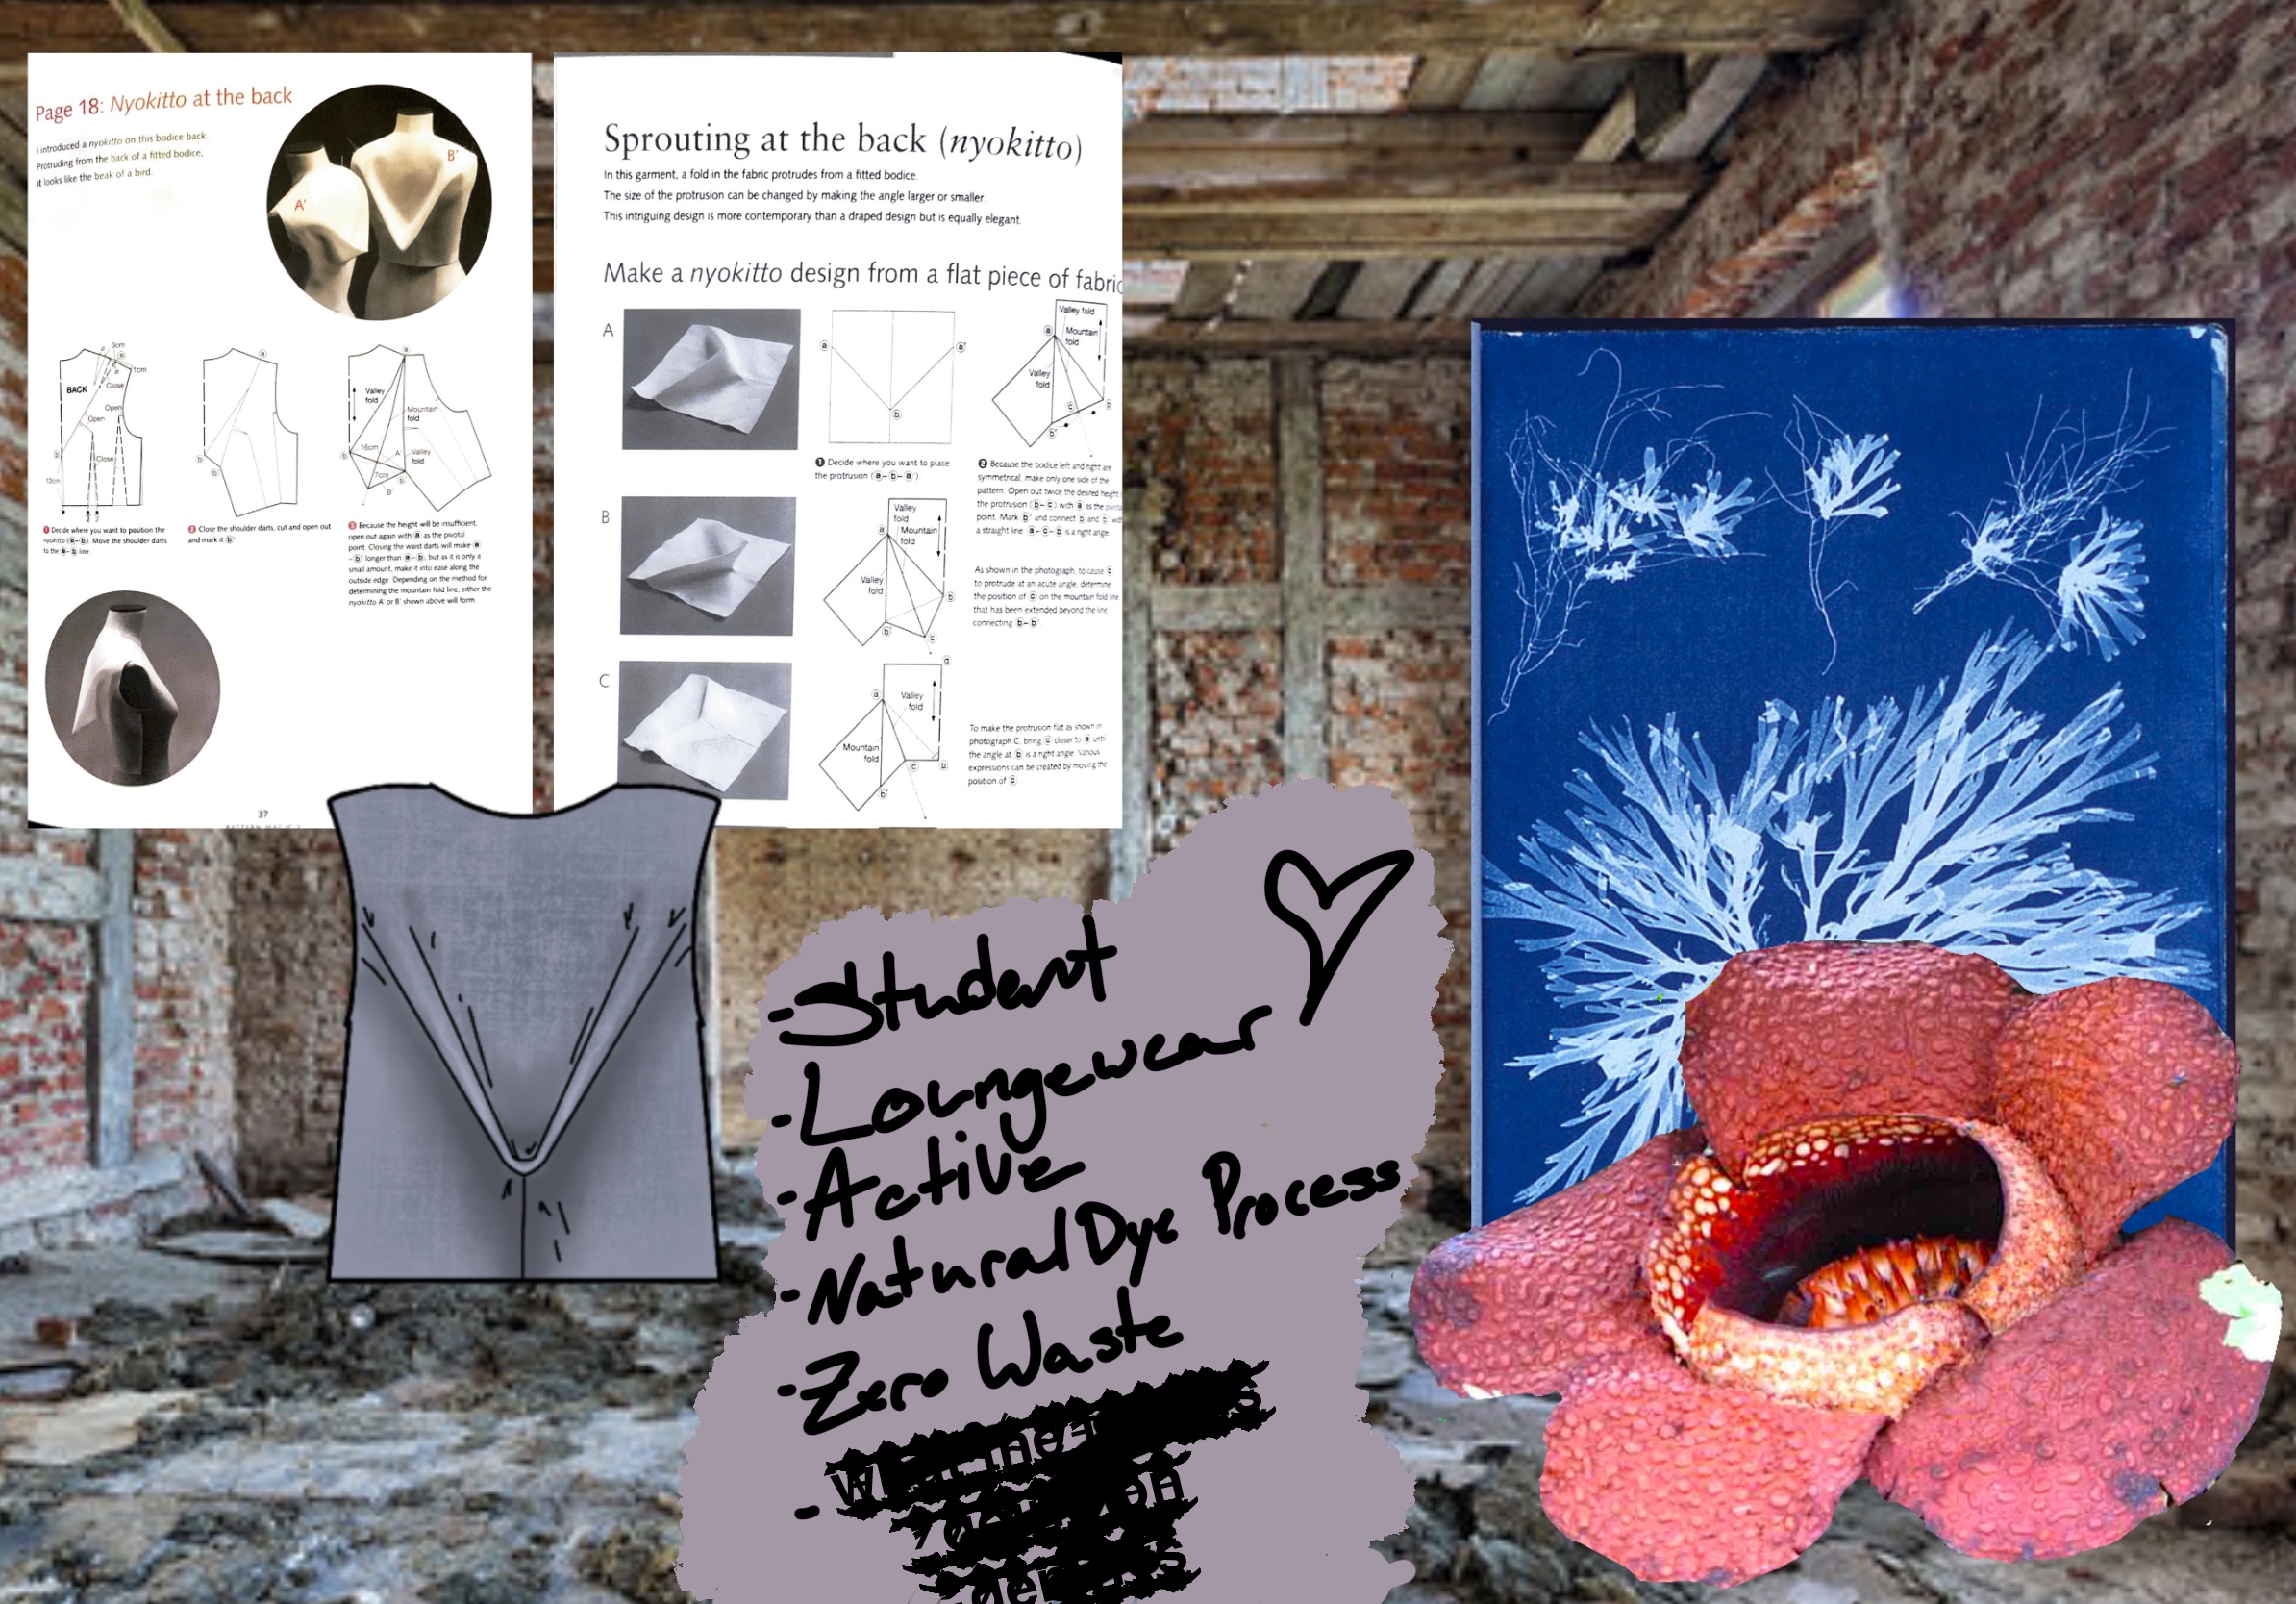 Page 18: Nyokitto at the back
I introduced a nyokitto on this bodice back.
Protruding from the back of a fitted bodice,
it looks like the beak of a bird.
A'
B'
3cm
a
1cm
BACK
Close
Open
Open
Close
b
13cm
a
b
b'
a
Valley
fold
Mountain
fold
16cm
A'
Valley
fold
b
7cm
b'
B'
1 Decide where you want to position the
nyokitto (a–b). Move the shoulder darts
to the a–b line
2 Close the shoulder darts, cut and open out
and mark it b'
3 Because the height will be insufficient,
open out again with a as the pivotal
point. Closing the waist darts will make a
–b' longer than a–b, but as it is only a
small amount, make it into ease along the
outside edge. Depending on the method for
determining the mountain fold line, either the
nyokitto A' or B' shown above will form.
37
Sprouting at the back (nyokitto)
In this garment, a fold in the fabric protrudes from a fitted bodice.
The size of the protrusion can be changed by making the angle larger or smaller.
This intriguing design is more contemporary than a draped design but is equally elegant.
Make a nyokitto design from a flat piece of fabric
A
a
a'
b
Valley fold
a
Mountain
fold
Valley
fold
c
b
b'
1 Decide where you want to place
the protrusion (a–b–a')
2 Because the bodice left and right are
symmetrical, make only one side of the
pattern. Open out twice the desired height
the protrusion (b–c) with a as the pivotal
point. Mark b' and connect b and b' with
a straight line. a–c–b is a right angle
B
Valley
fold
a
Mountain
fold
Valley
fold
b
b'
c
As shown in the photograph, to cause c
to protrude at an acute angle, determine
the position of c on the mountain fold line
that has been extended beyond the line
connecting b–b'
C
d
a
Valley
fold
Mountain
fold
c
b
b'
To make the protrusion flat as shown in
photograph C, bring c closer to a until
the angle at b is a right angle. Various
expressions can be created by moving the
position of c
-Student
-Loungewear
-Active
-Natural Dye Process
-Zero Waste
-